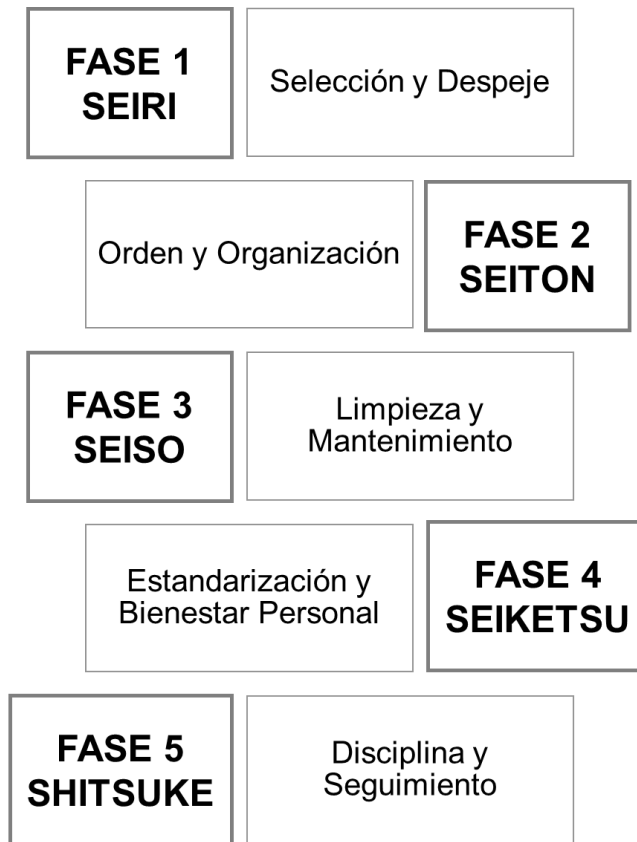 FASE 1
SEIRI
Selección y Despeje
Orden y Organización
FASE 2
SEITON
FASE 3
SEISO
Limpieza y
Mantenimiento
Estandarización y
Bienestar Personal
FASE 4
SEIKETSU
FASE 5
SHITSUKE
Disciplina y
Seguimiento